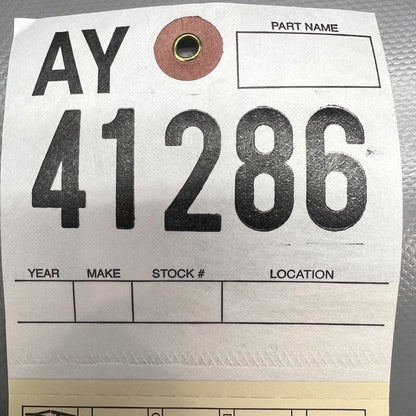 AY
PART NAME
41286
YEAR MAKE STOCK # LOCATION